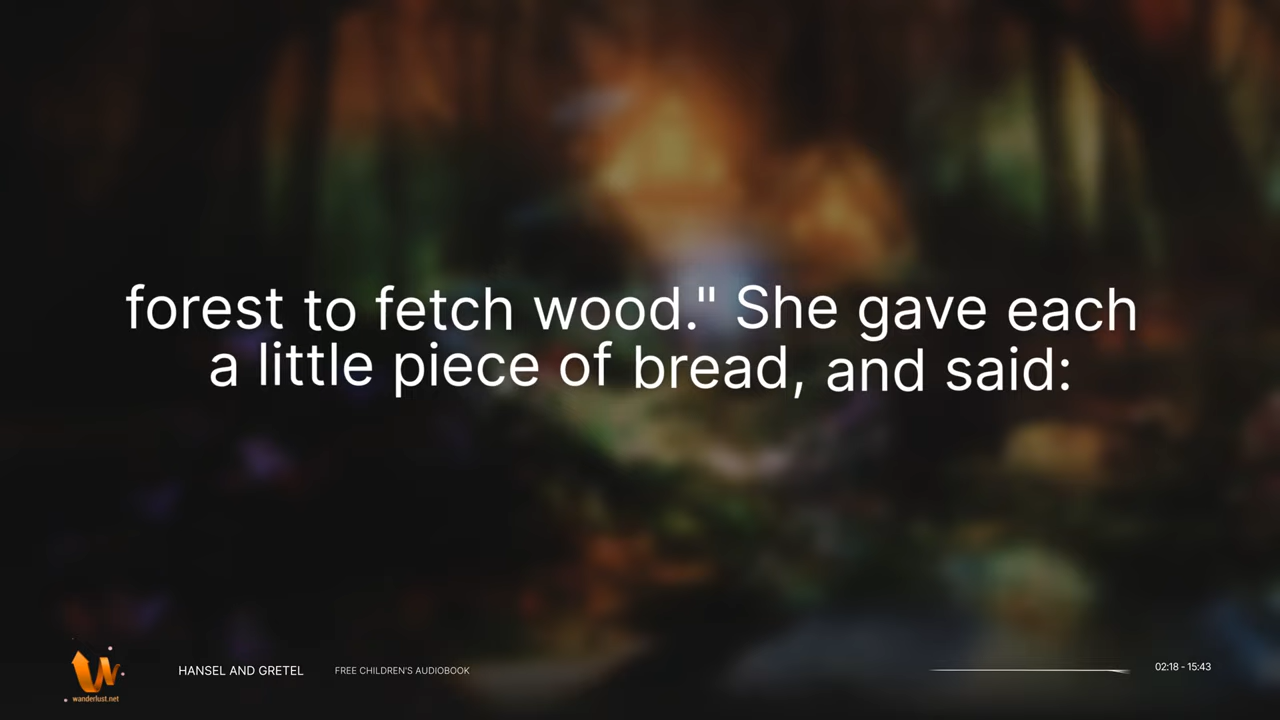 forest to fetch wood." She gave each
a little piece of bread, and said:
wanderlust.net
HANSEL AND GRETEL
FREE CHILDREN'S AUDIOBOOK
02:18 - 15:43